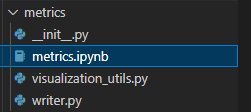 metrics
__init__.py
metrics.ipynb
visualization_utils.py
writer.py